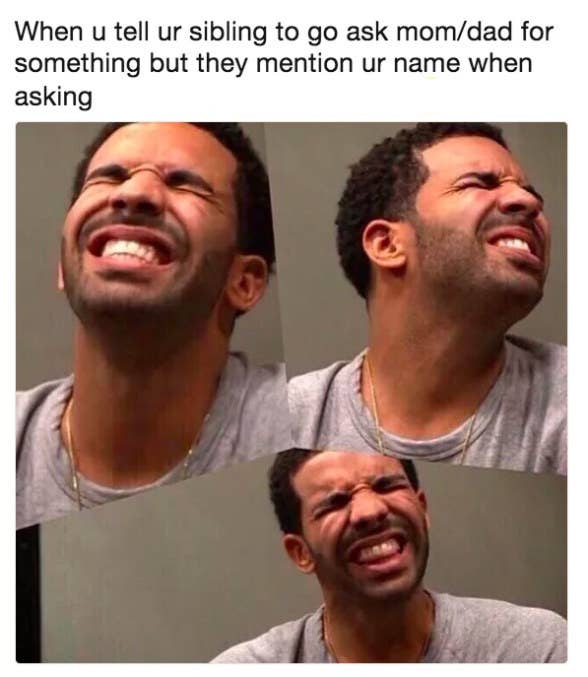 When u tell ur sibling to go ask mom/dad for
something but they mention ur name when
asking